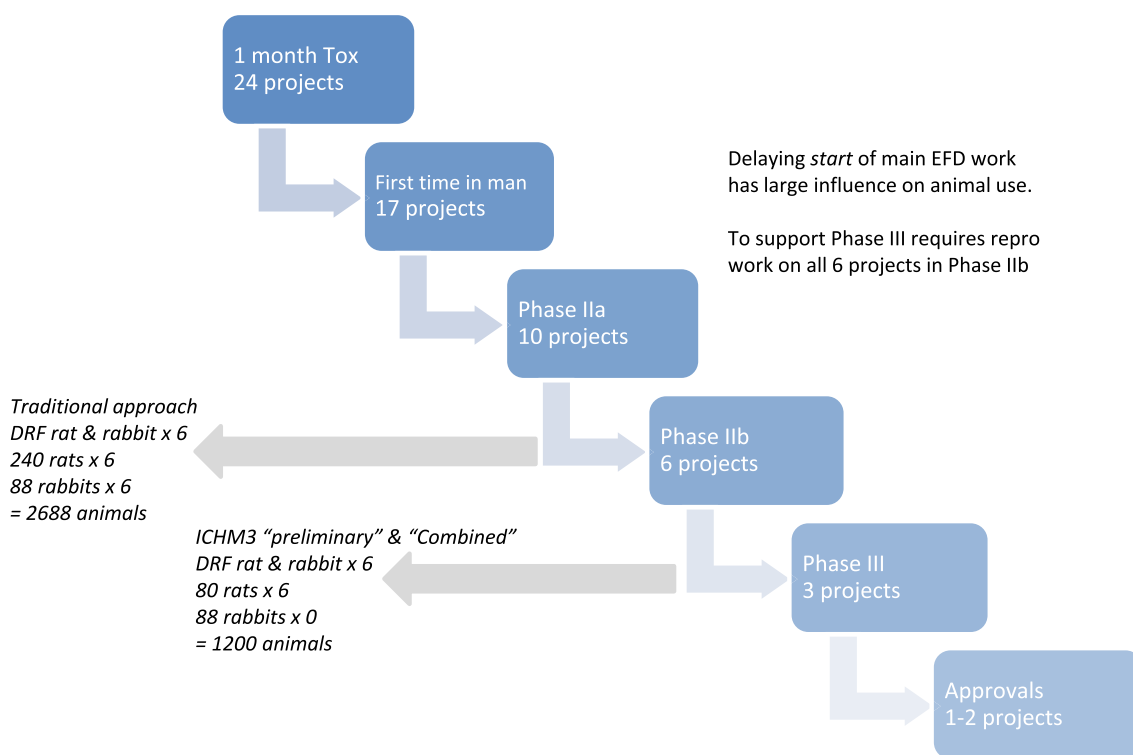 1 month Tox
24 projects
First time in man
17 projects
Delaying start of main EFD work
has large influence on animal use.
To support Phase III requires repro
work on all 6 projects in Phase IIb
Phase IIa
10 projects
Traditional approach
DRF rat & rabbit x 6
240 rats x 6
88 rabbits x 6
= 2688 animals
Phase IIb
6 projects
ICHM3 “preliminary” & “Combined”
DRF rat & rabbit x 6
80 rats x 6
88 rabbits x 0
= 1200 animals
Phase III
3 projects
Approvals
1-2 projects